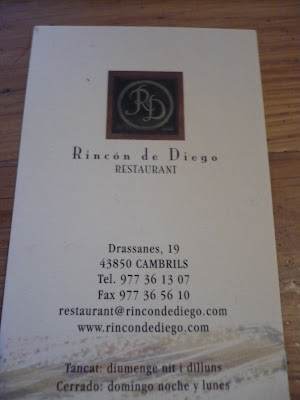 RD
Rincón de Diego
RESTAURANT
Drassanes, 19
43850 CAMBRILS
Tel. 977 36 13 07
Fax 977 36 56 10
restaurant@rincondediego.com
www.rincondediego.com
Tancat: diumenge nit i dilluns
Cerrado: domingo noche y lunes